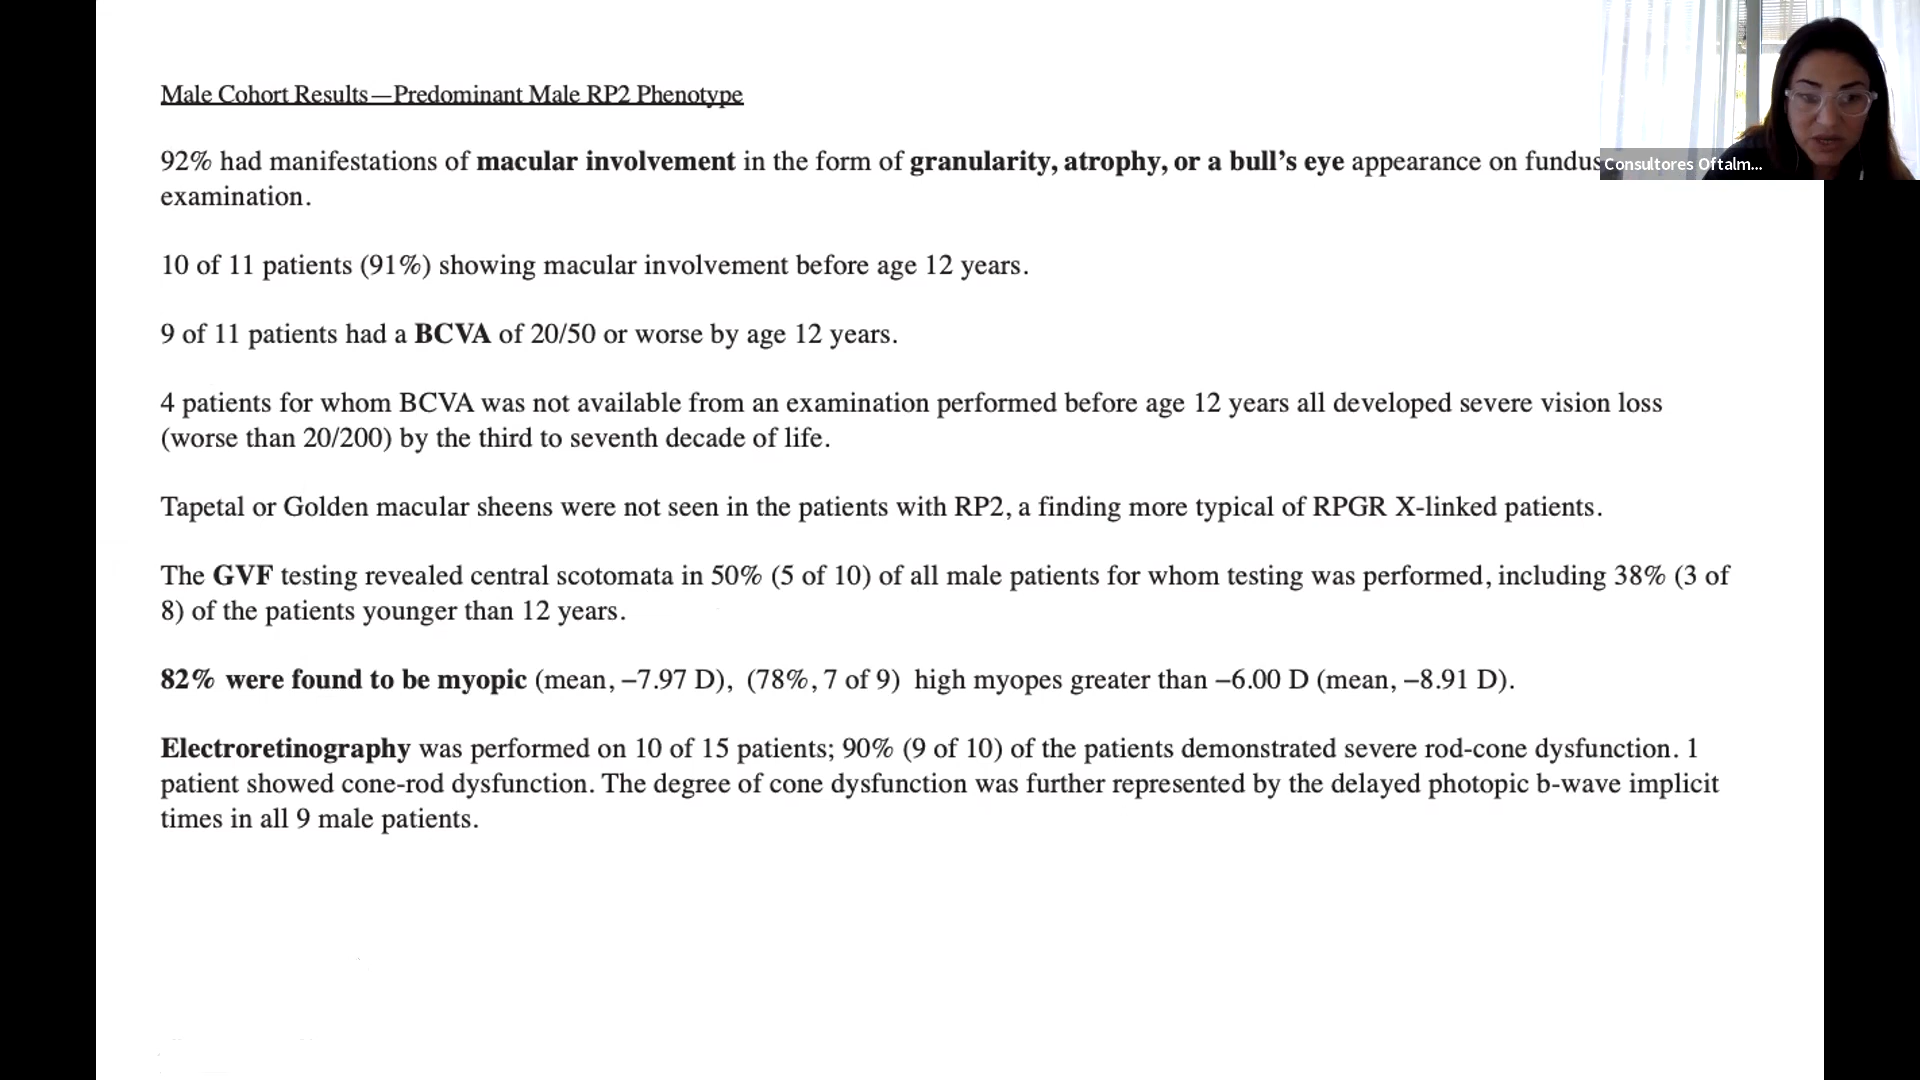 Male Cohort Results—Predominant Male RP2 Phenotype
92% had manifestations of macular involvement in the form of granularity, atrophy, or a bull's eye appearance on fundus
examination.
10 of 11 patients (91%) showing macular involvement before age 12 years.
9 of 11 patients had a BCVA of 20/50 or worse by age 12 years.
4 patients for whom BCVA was not available from an examination performed before age 12 years all developed severe vision loss
(worse than 20/200) by the third to seventh decade of life.
Tapetal or Golden macular sheens were not seen in the patients with RP2, a finding more typical of RPGR X-linked patients.
The GVF testing revealed central scotomata in 50% (5 of 10) of all male patients for whom testing was performed, including 38% (3 of
8) of the patients younger than 12 years.
82% were found to be myopic (mean, −7.97 D), (78%, 7 of 9) high myopes greater than −6.00 D (mean, −8.91 D).
Electroretinography was performed on 10 of 15 patients; 90% (9 of 10) of the patients demonstrated severe rod-cone dysfunction. 1
patient showed cone-rod dysfunction. The degree of cone dysfunction was further represented by the delayed photopic b-wave implicit
times in all 9 male patients.
Consultores Oftalm...